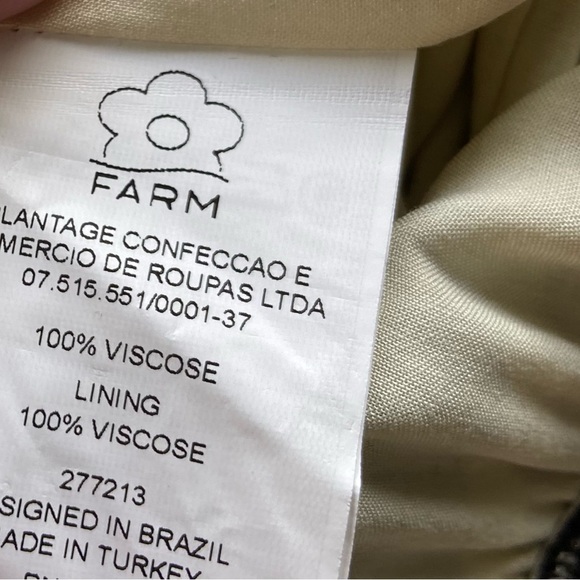 FARM
LANTAGE CONFECCAO E
MERCIO DE ROUPAS LTDA
07.515.551/0001-37
100% VISCOSE
LINING
100% VISCOSE
277213
SIGNED IN BRAZIL
ADE IN TURKEY